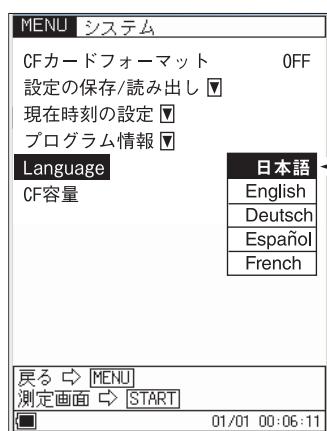 MENU システム
CFカードフォーマット OFF
設定の保存/読み出し▼
現在時刻の設定▼
プログラム情報▼
Language 日本語
CF容量 English
Deutsch
Español
French
戻る ⇨ MENU
測定画面 ⇨ START
01/01 00:06:11